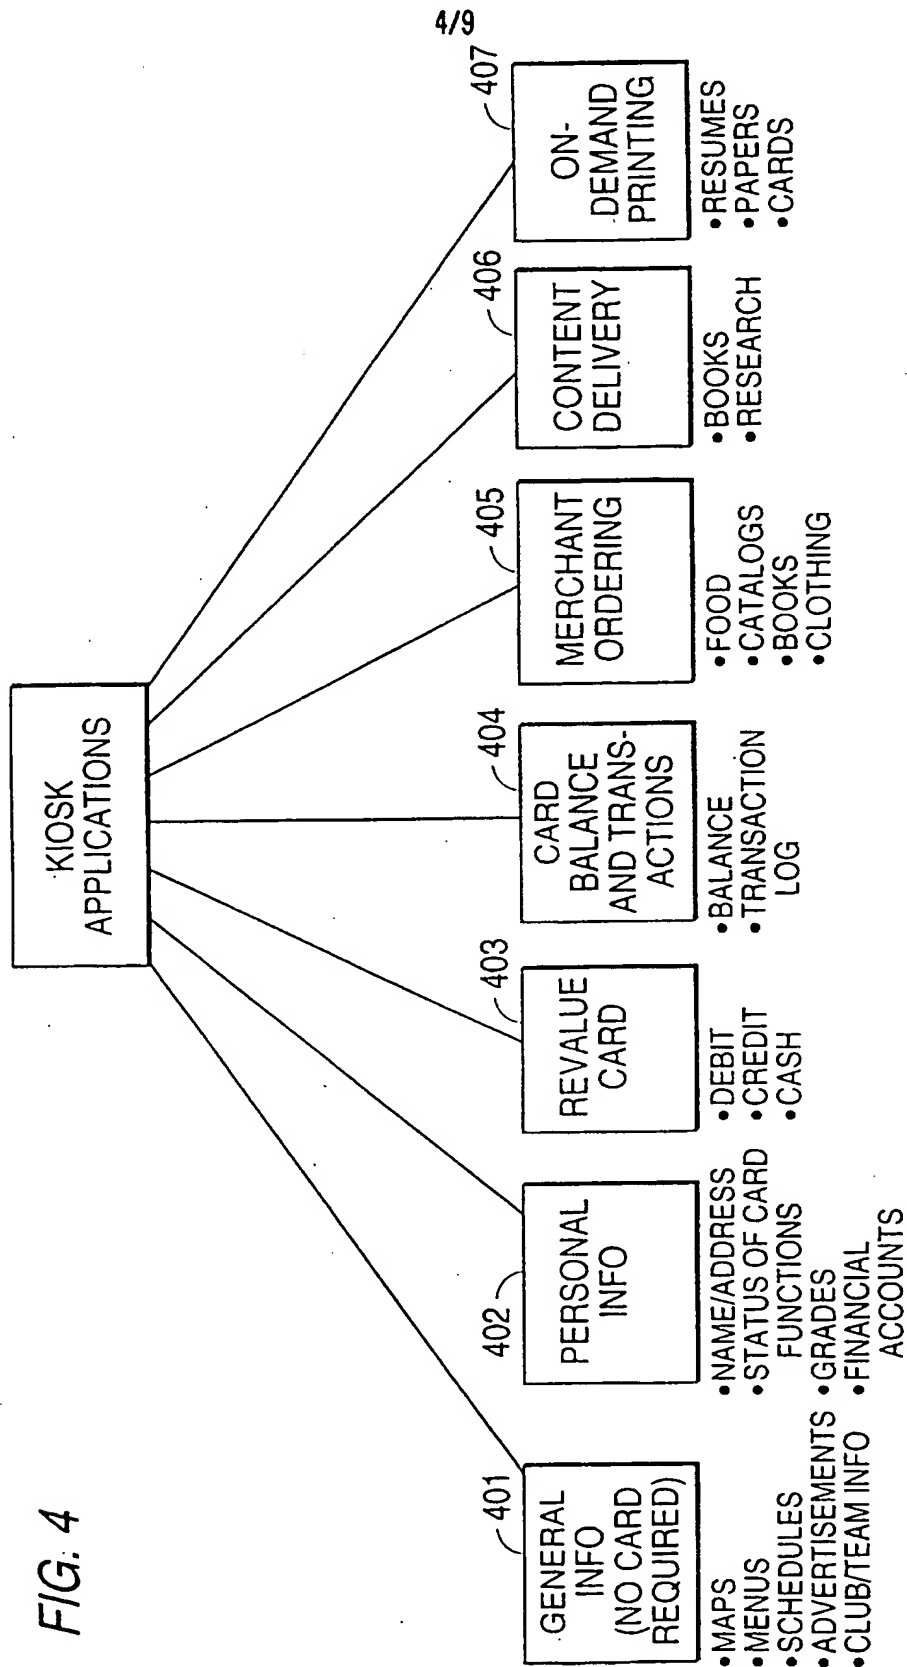 4/9
FIG. 4
KIOSK
APPLICATIONS
401
GENERAL
INFO
(NO CARD
REQUIRED)
•MAPS
•MENUS
•SCHEDULES
•ADVERTISEMENTS
•CLUB/TEAM INFO
402
PERSONAL
INFO
•NAME/ADDRESS
•STATUS OF CARD
FUNCTIONS
•GRADES
•FINANCIAL
ACCOUNTS
403
REVALUE
CARD
•DEBIT
•CREDIT
•CASH
404
CARD
BALANCE
AND TRANS-
ACTIONS
•BALANCE
•TRANSACTION
LOG
405
MERCHANT
ORDERING
•FOOD
•CATALOGS
•BOOKS
•CLOTHING
406
CONTENT
DELIVERY
•BOOKS
•RESEARCH
407
ON-
DEMAND
PRINTING
•RESUMES
•PAPERS
•CARDS